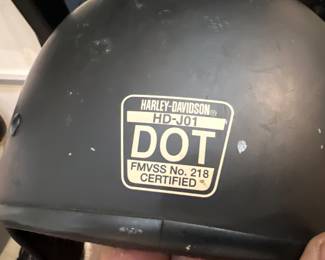 HARLEY-DAVIDSON®
HD-J01
DOT
FMVSS No. 218
CERTIFIED